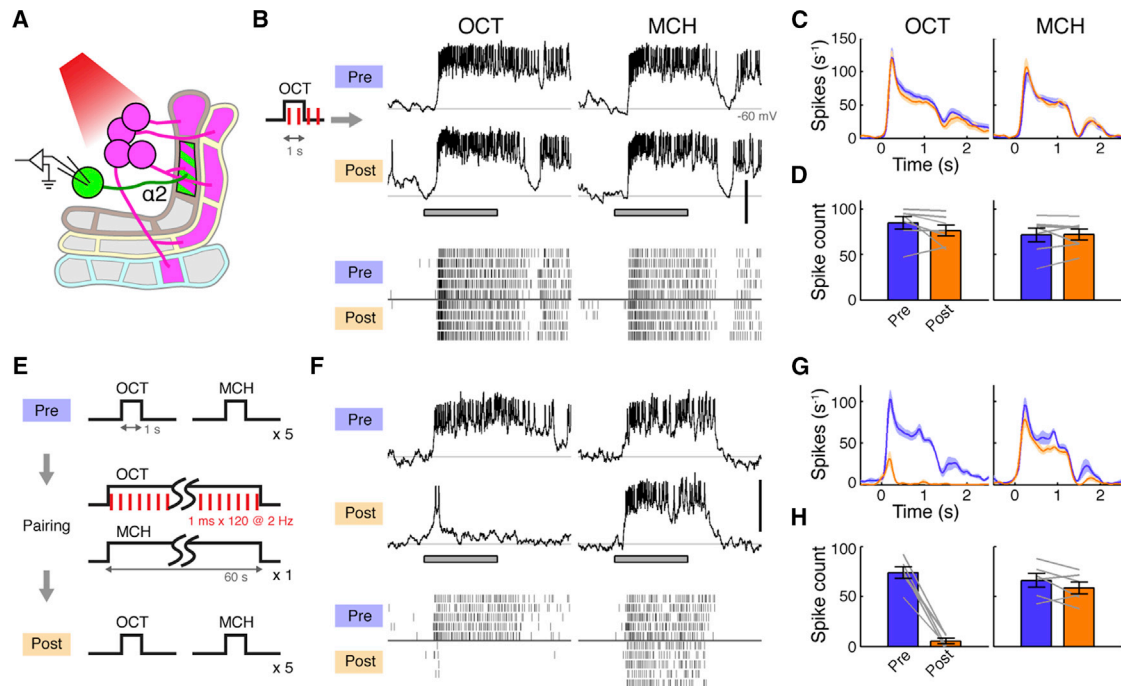 A
α2
B
OCT
1 s
OCT MCH
Pre
-60 mV
Post
Pre
Post
C
OCT MCH
Spikes (s⁻¹)
150
100
50
0
0 1 2 0 1 2
Time (s) Time (s)
D
Spike count
100
50
0
Pre Post
E
Pre
OCT MCH
1 s
x 5
Pairing
OCT
1 ms x 120 @ 2 Hz
MCH
60 s
x 1
Post
OCT MCH
x 5
F
Pre
Post
Pre
Post
G
Spikes (s⁻¹)
100
50
0
0 1 2 0 1 2
Time (s) Time (s)
H
Spike count
100
50
0
Pre Post